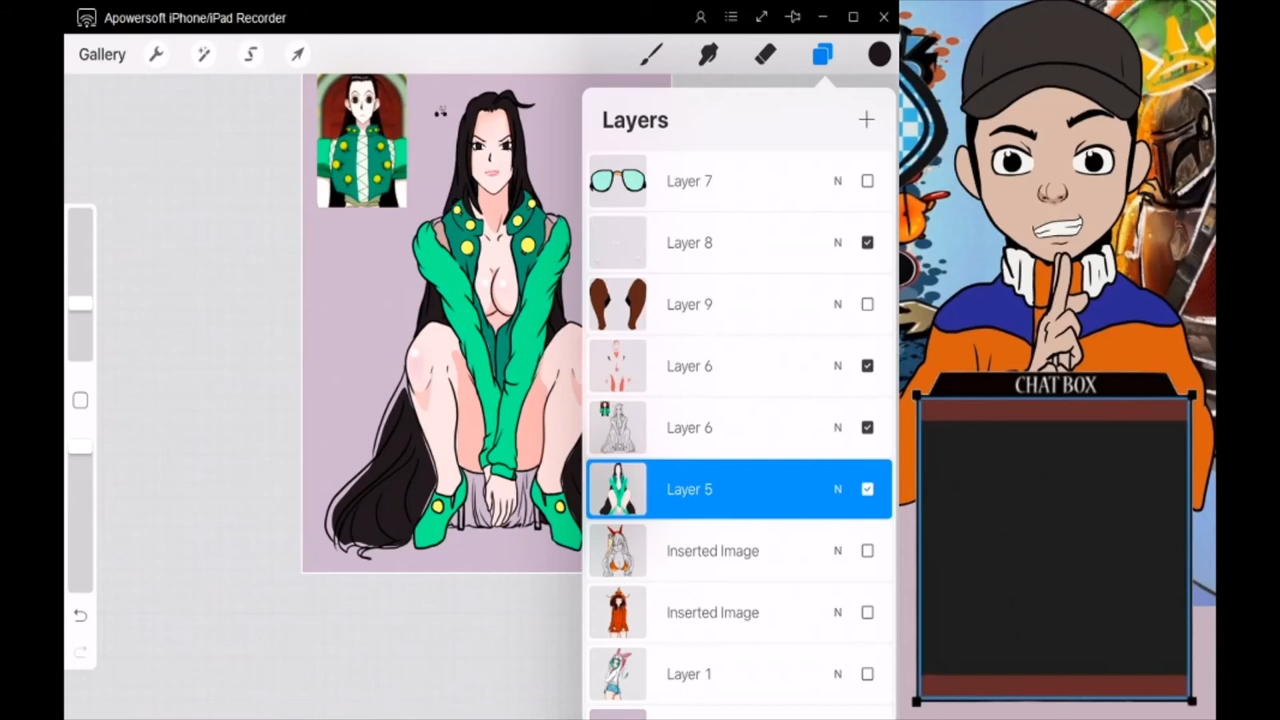 Apowersoft iPhone/iPad Recorder
Gallery
Layers
Layer 7 N
Layer 8 N
Layer 9 N
Layer 6 N
Layer 6 N
Layer 5 N
Inserted Image N
Inserted Image N
Layer 1 N
CHAT BOX